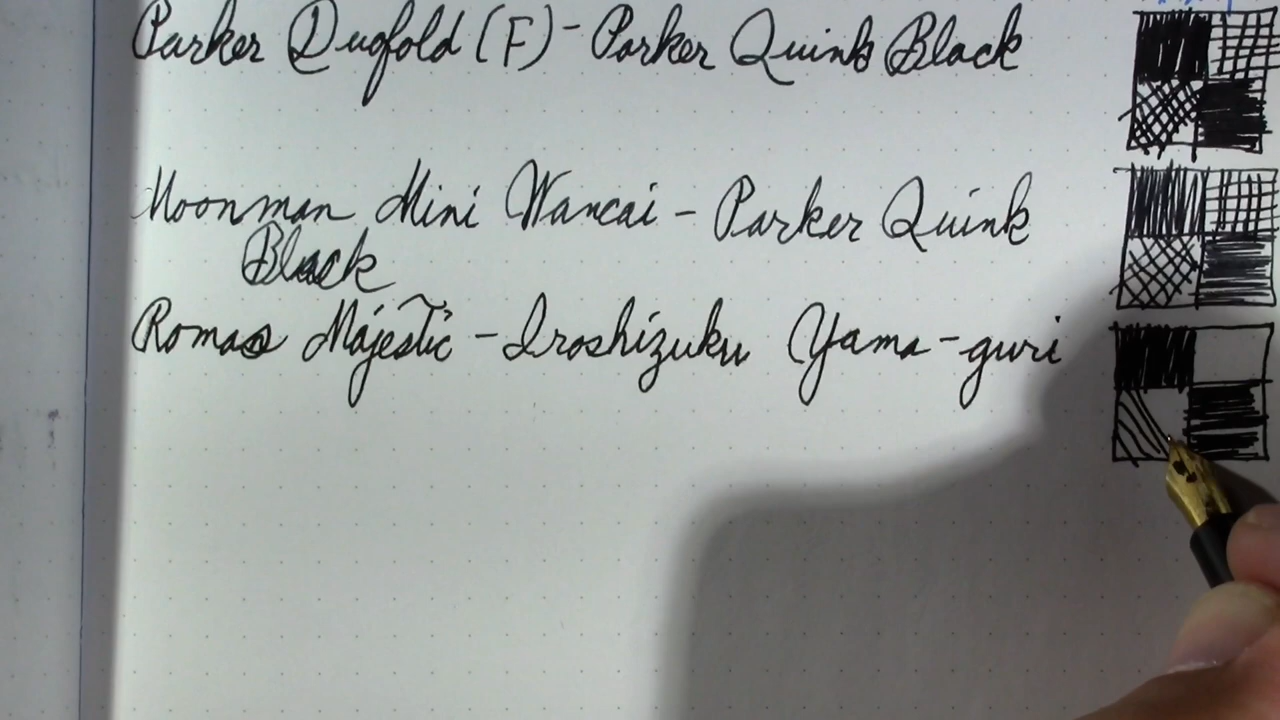 Parker Duofold (F) - Parker Quink Black
Moonman Mini Wancai - Parker Quink
Black
Romas Majestic - Iroshizuku Yama-guri